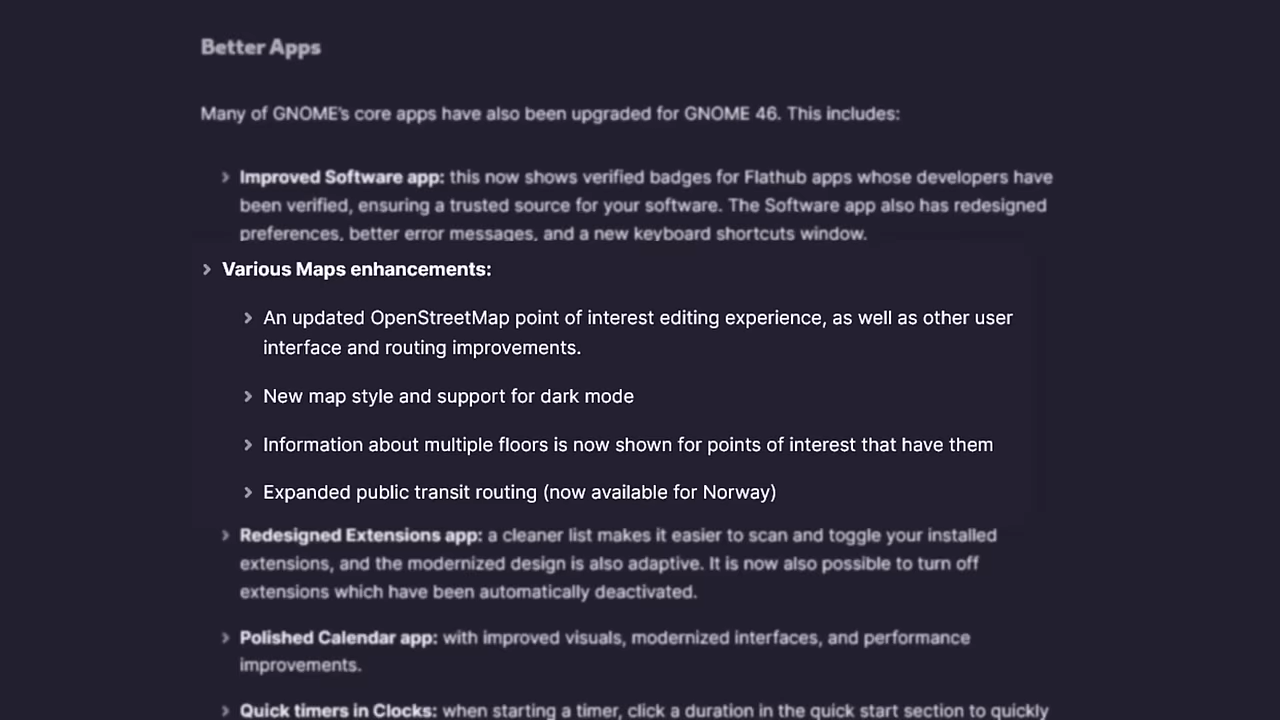 Better Apps
Many of GNOME's core apps have also been upgraded for GNOME 46. This includes:
Improved Software app: this now shows verified badges for Flathub apps whose developers have
been verified, ensuring a trusted source for your software. The Software app also has redesigned
preferences, better error messages, and a new keyboard shortcuts window.
Various Maps enhancements:
An updated OpenStreetMap point of interest editing experience, as well as other user
interface and routing improvements.
New map style and support for dark mode
Information about multiple floors is now shown for points of interest that have them
Expanded public transit routing (now available for Norway)
Redesigned Extensions app: a cleaner list makes it easier to scan and toggle your installed
extensions, and the modernized design is also adaptive. It is now also possible to turn off
extensions which have been automatically deactivated.
Polished Calendar app: with improved visuals, modernized interfaces, and performance
improvements.
Quick timers in Clocks: when starting a timer, click a duration in the quick start section to quickly